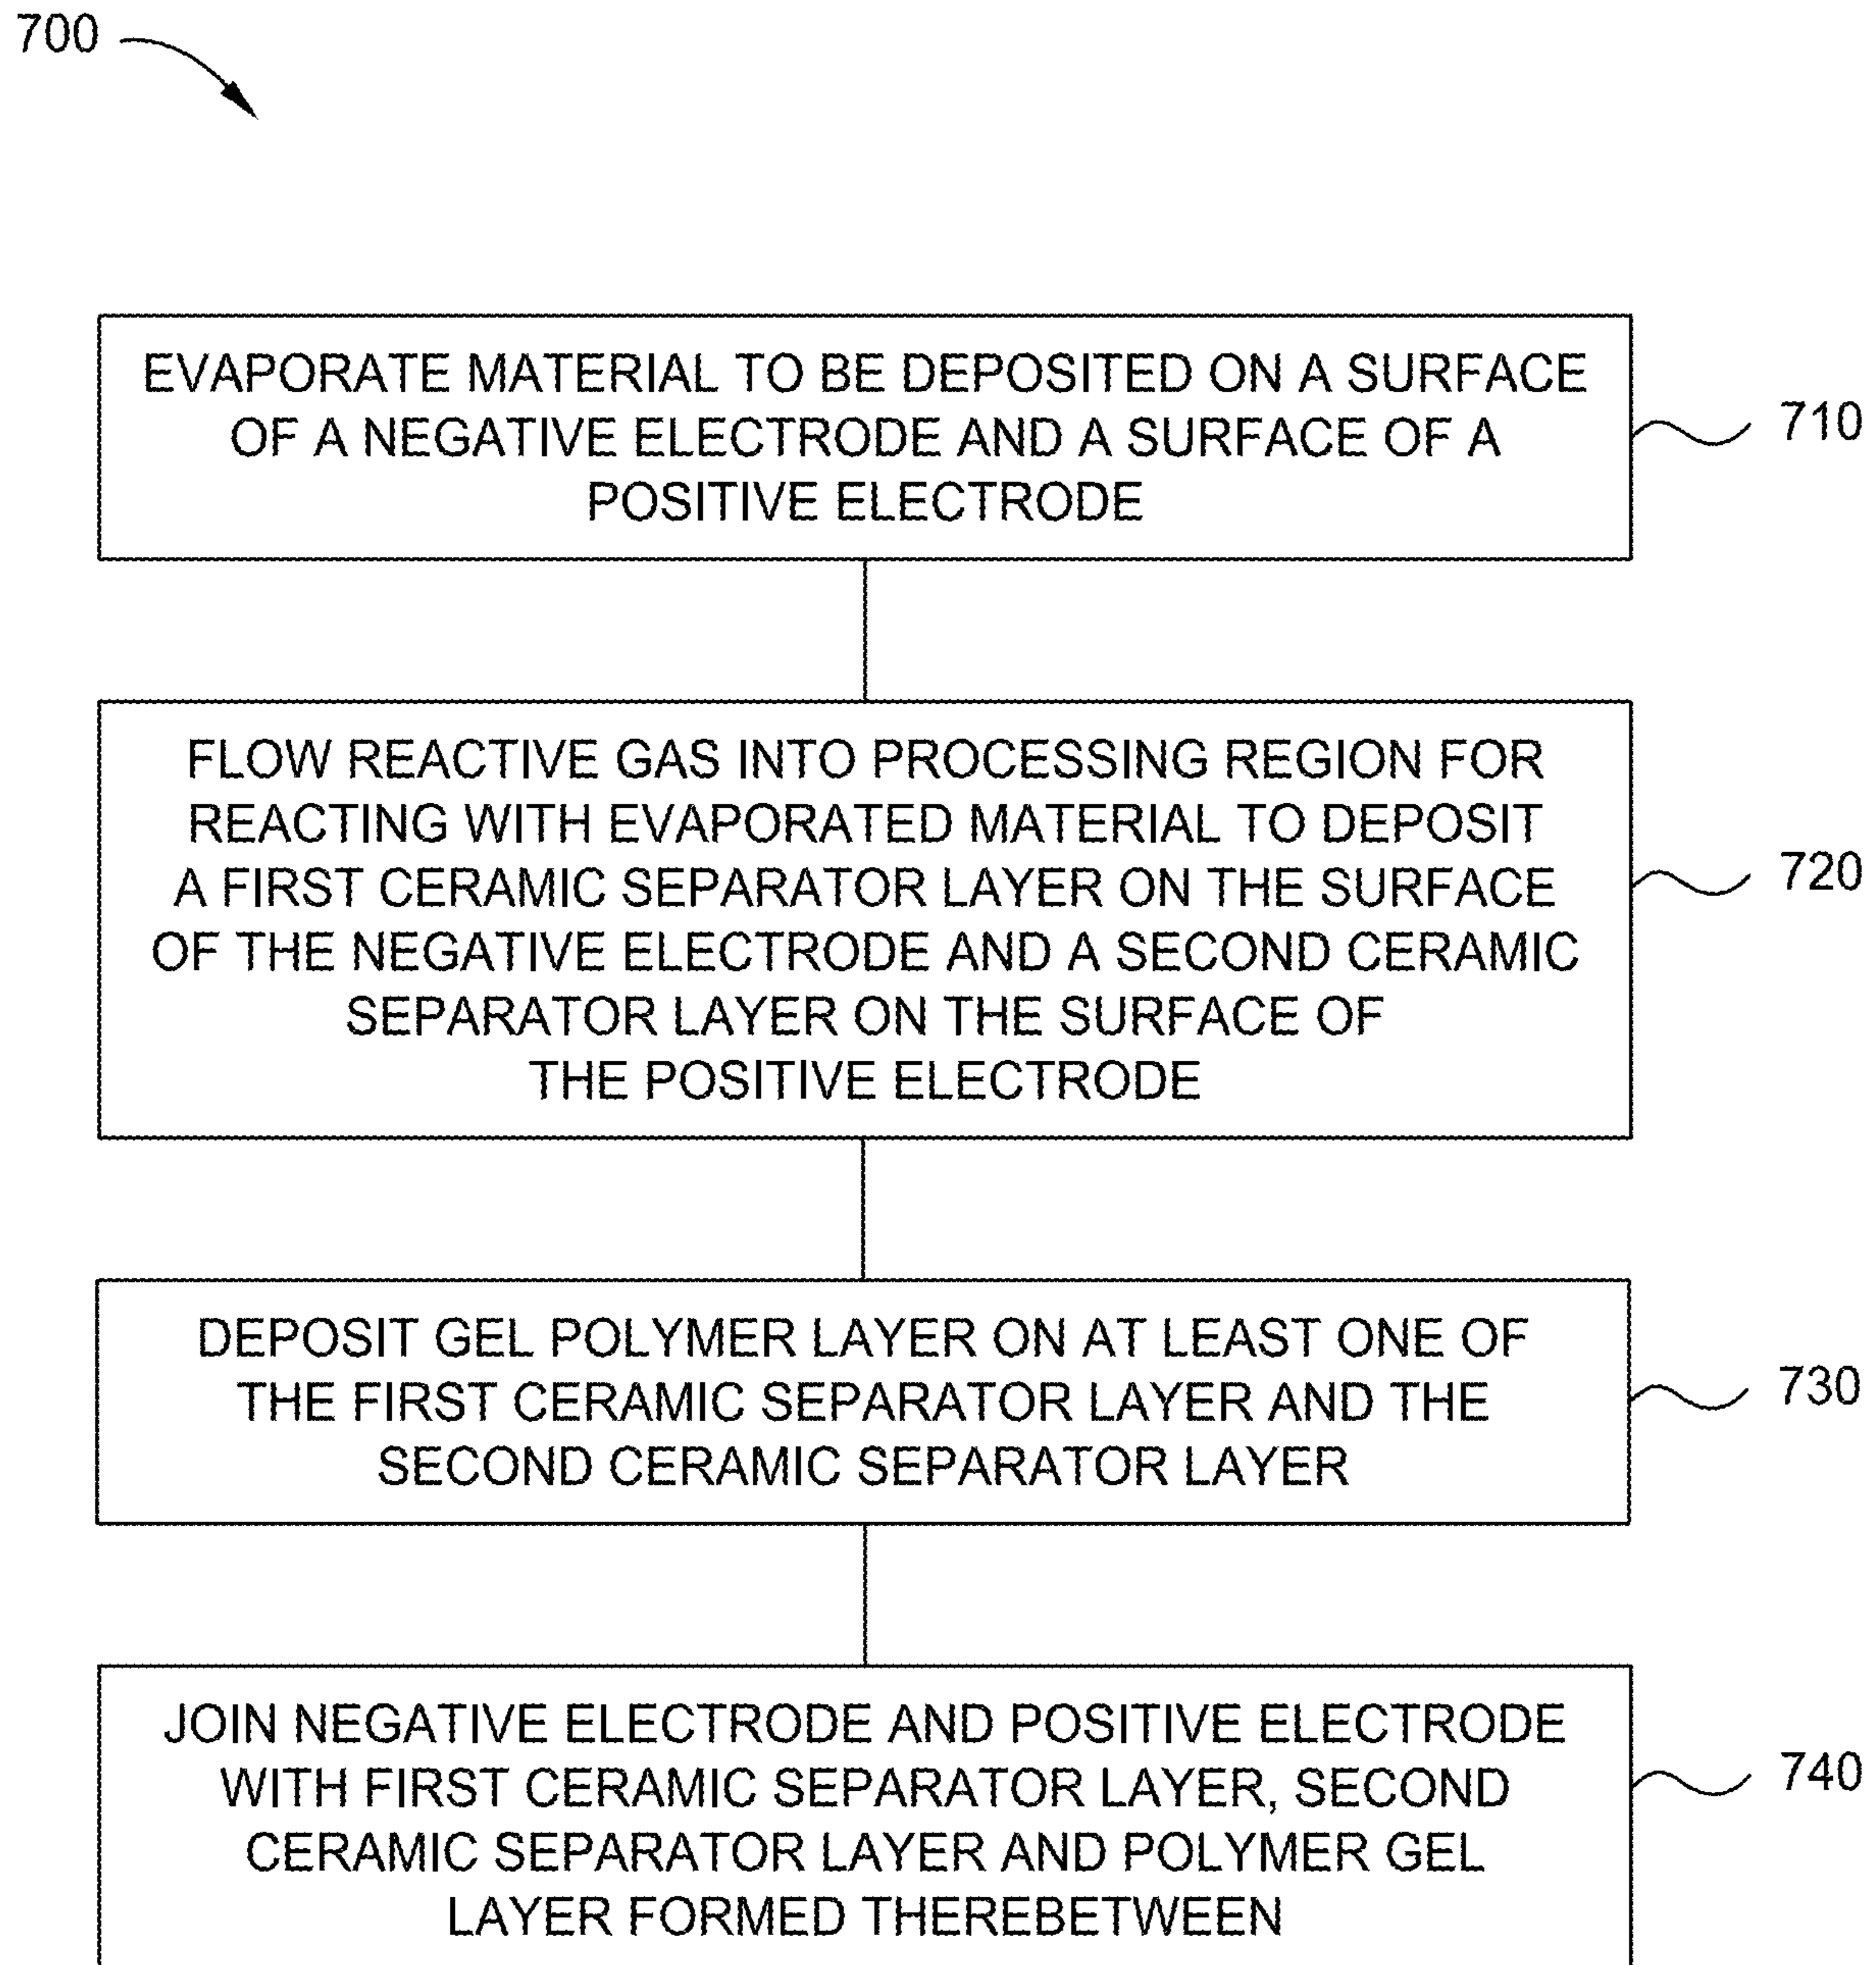 700
EVAPORATE MATERIAL TO BE DEPOSITED ON A SURFACE
OF A NEGATIVE ELECTRODE AND A SURFACE OF A
POSITIVE ELECTRODE
710
FLOW REACTIVE GAS INTO PROCESSING REGION FOR
REACTING WITH EVAPORATED MATERIAL TO DEPOSIT
A FIRST CERAMIC SEPARATOR LAYER ON THE SURFACE
OF THE NEGATIVE ELECTRODE AND A SECOND CERAMIC
SEPARATOR LAYER ON THE SURFACE OF
THE POSITIVE ELECTRODE
720
DEPOSIT GEL POLYMER LAYER ON AT LEAST ONE OF
THE FIRST CERAMIC SEPARATOR LAYER AND THE
SECOND CERAMIC SEPARATOR LAYER
730
JOIN NEGATIVE ELECTRODE AND POSITIVE ELECTRODE
WITH FIRST CERAMIC SEPARATOR LAYER, SECOND
CERAMIC SEPARATOR LAYER AND POLYMER GEL
LAYER FORMED THEREBETWEEN
740